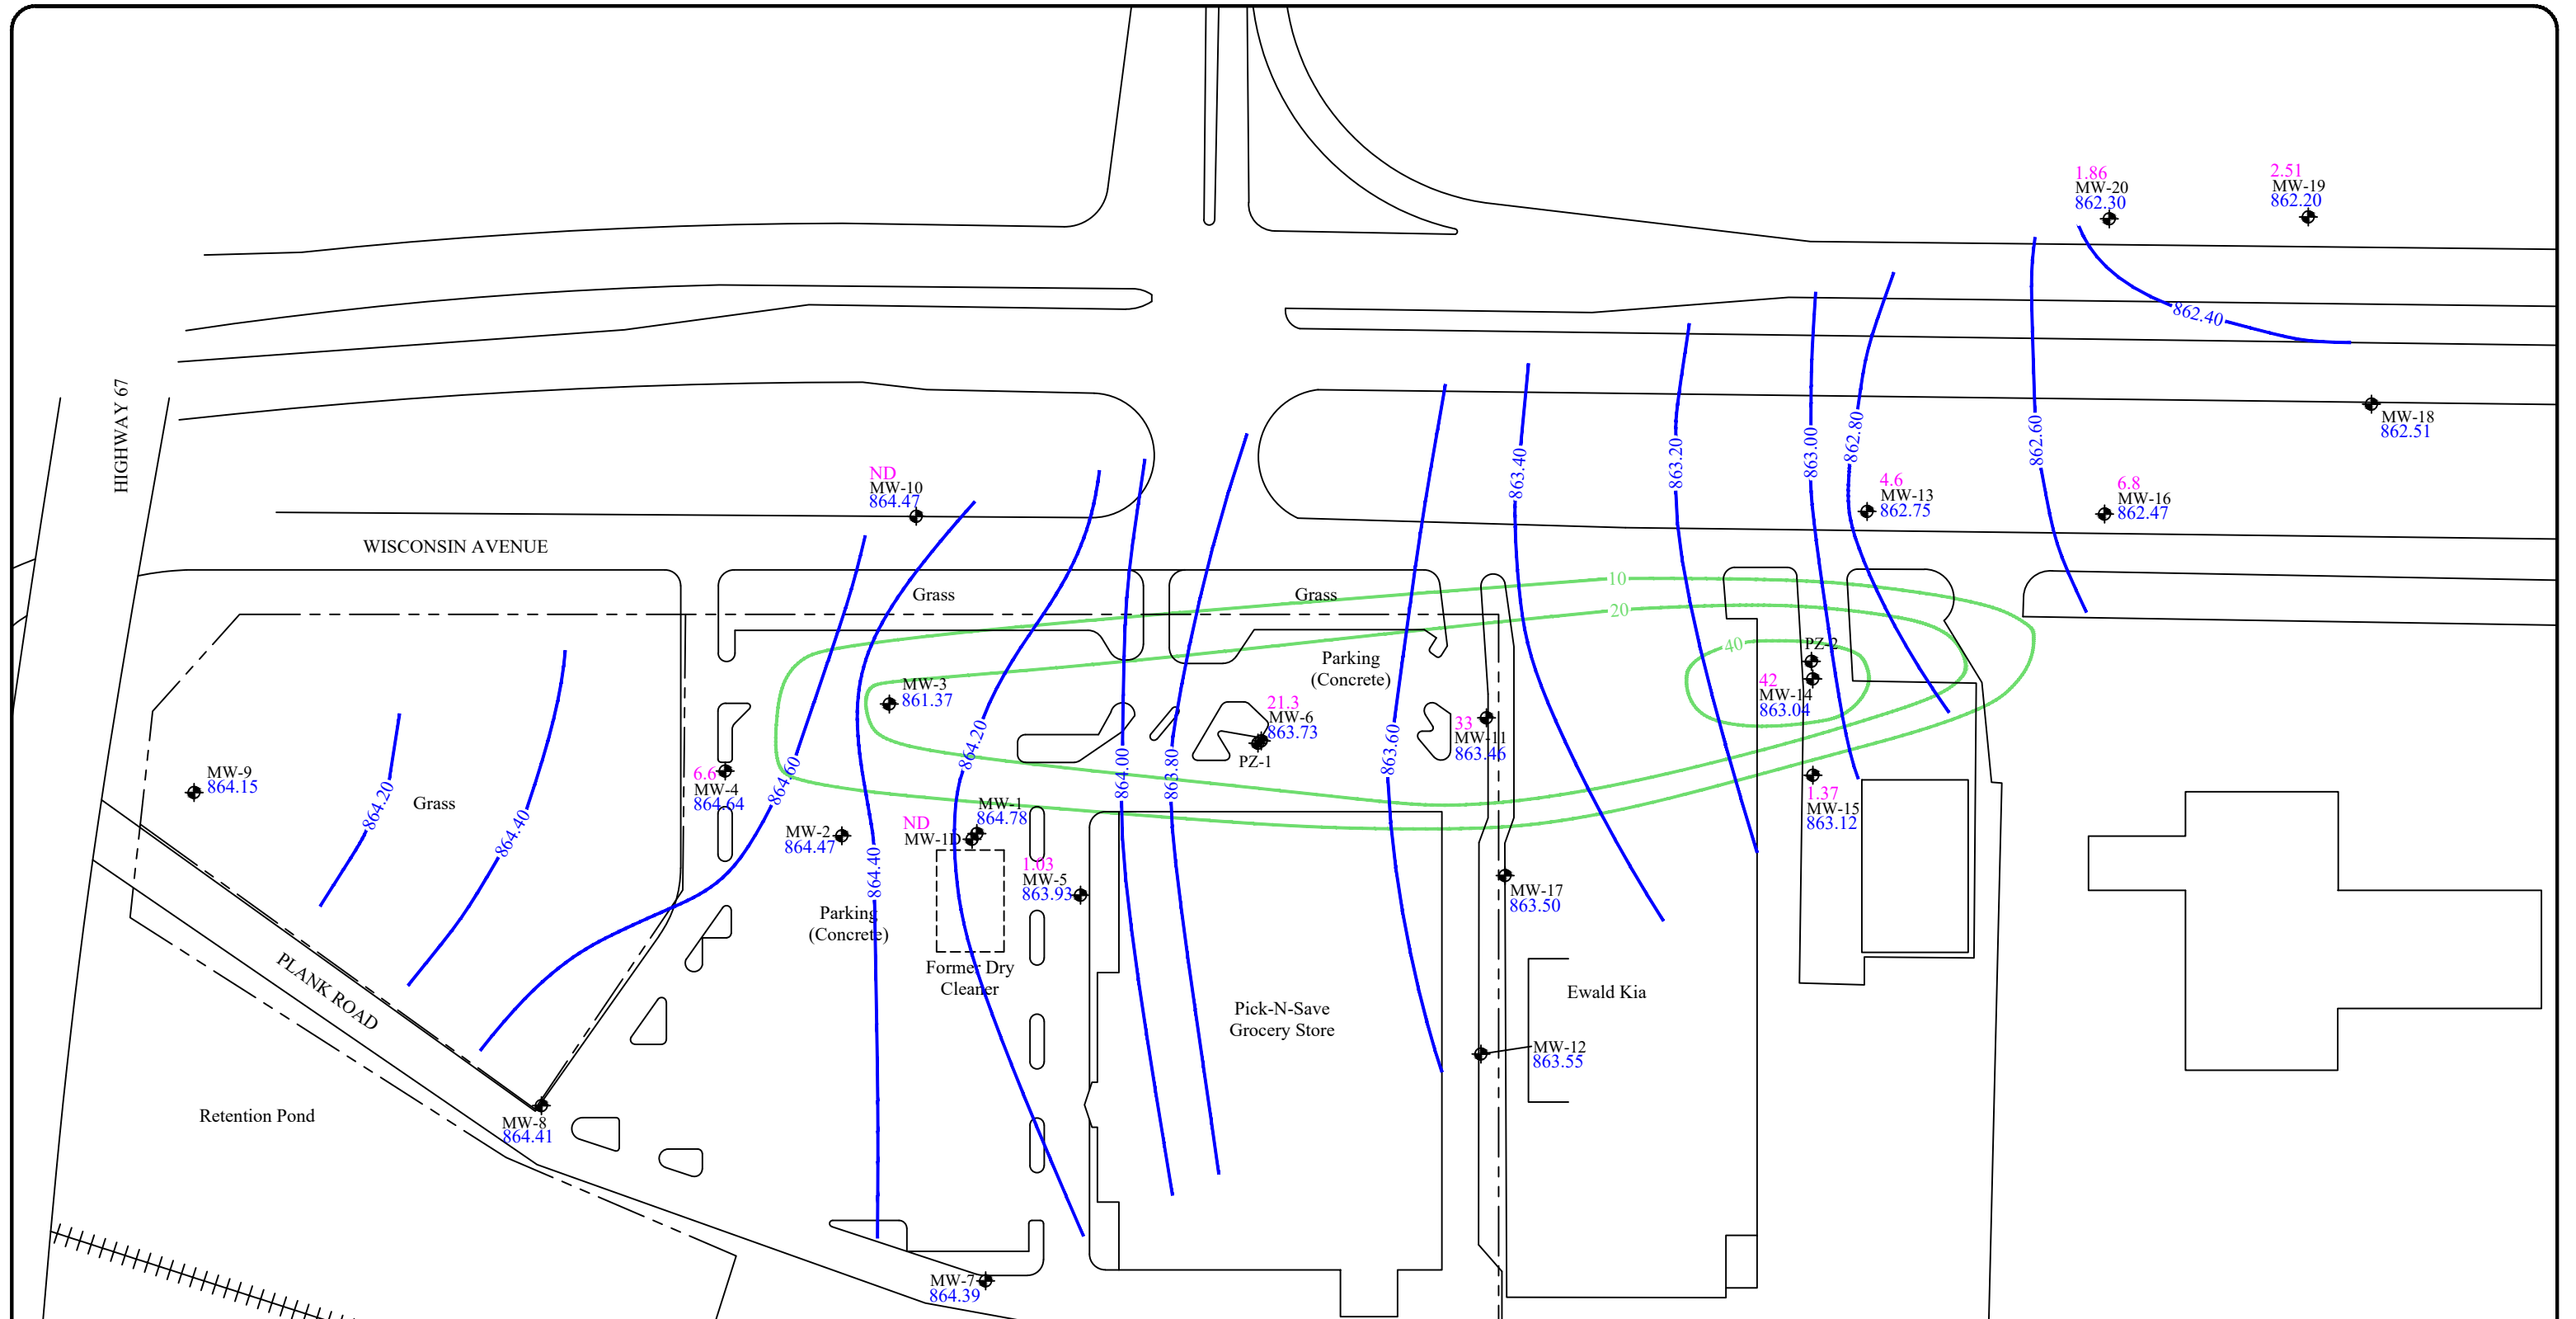 1.86
MW-20
862.30
2.51
MW-19
862.20
862.40
HIGHWAY 67
MW-18
862.51
863.40
863.20
863.00
862.80
862.60
ND
MW-10
864.47
4.6
MW-13
862.75
6.8
MW-16
862.47
WISCONSIN AVENUE
10
Grass
Grass
20
40
PZ-2
Parking
(Concrete)
MW-3
861.37
42
MW-14
863.04
21.3
MW-6
863.73
PZ-1
33
MW-11
863.46
864.20
863.60
MW-9
864.15
6.6
MW-4
864.64
864.60
864.00
863.80
864.20
Grass
864.40
1.37
MW-15
863.12
MW-1
864.78
ND
MW-1D
MW-2
864.47
864.40
1.03
MW-5
863.93
MW-17
863.50
Parking
(Concrete)
Former Dry
Cleaner
PLANK ROAD
Ewald Kia
Pick-N-Save
Grocery Store
MW-12
863.55
Retention Pond
MW-8
864.41
MW-7
864.39